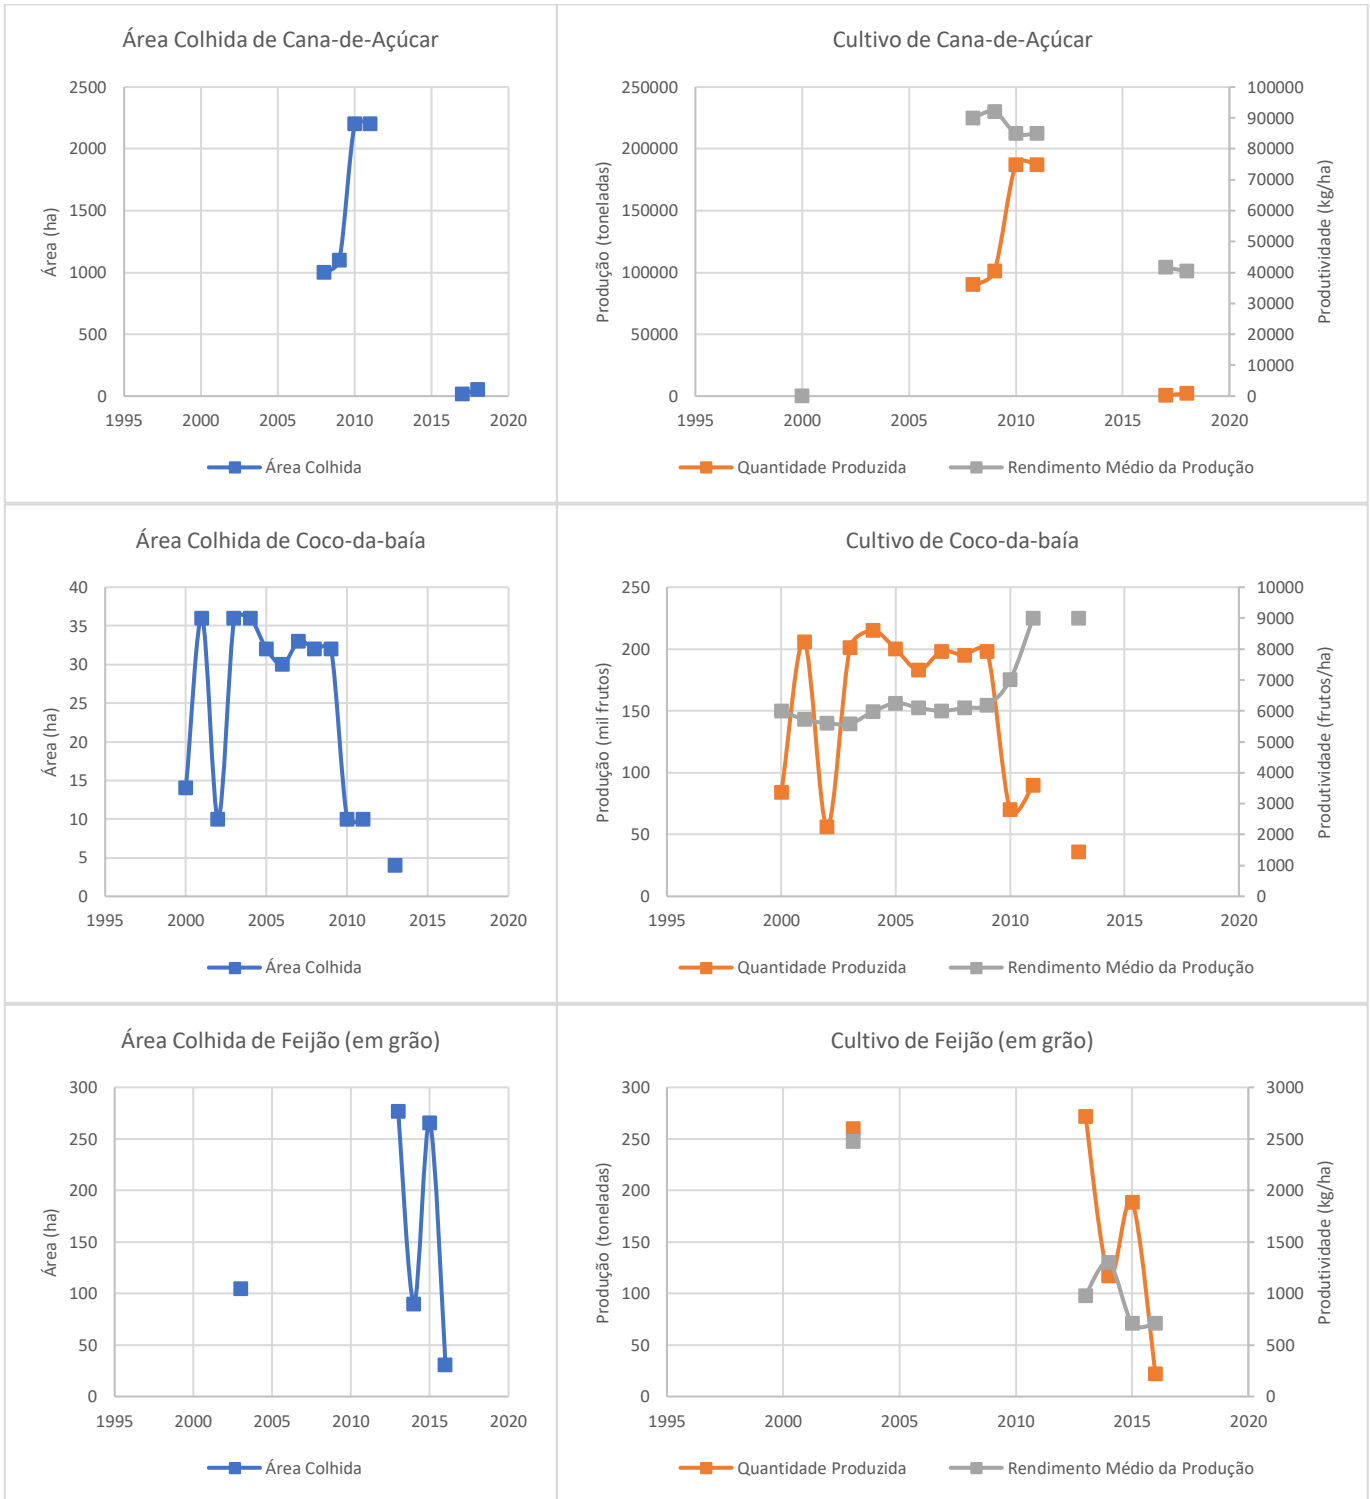 Área Colhida de Cana-de-Açúcar
2500
2000
1500
1000
500
0
Área (ha)
1995 2000 2005 2010 2015 2020
Área Colhida
Cultivo de Cana-de-Açúcar
250000
200000
150000
100000
50000
0
Produção (toneladas)
100000
90000
80000
70000
60000
50000
40000
30000
20000
10000
0
Produtividade (kg/ha)
1995 2000 2005 2010 2015 2020
Quantidade Produzida Rendimento Médio da Produção
Área Colhida de Coco-da-baía
40
35
30
25
20
15
10
5
0
Área (ha)
1995 2000 2005 2010 2015 2020
Área Colhida
Cultivo de Coco-da-baía
250
200
150
100
50
0
Produção (mil frutos)
10000
9000
8000
7000
6000
5000
4000
3000
2000
1000
0
Produtividade (frutos/ha)
1995 2000 2005 2010 2015 2020
Quantidade Produzida Rendimento Médio da Produção
Área Colhida de Feijão (em grão)
300
250
200
150
100
50
0
Área (ha)
1995 2000 2005 2010 2015 2020
Área Colhida
Cultivo de Feijão (em grão)
300
250
200
150
100
50
0
Produção (toneladas)
3000
2500
2000
1500
1000
500
0
Produtividade (kg/ha)
1995 2000 2005 2010 2015 2020
Quantidade Produzida Rendimento Médio da Produção